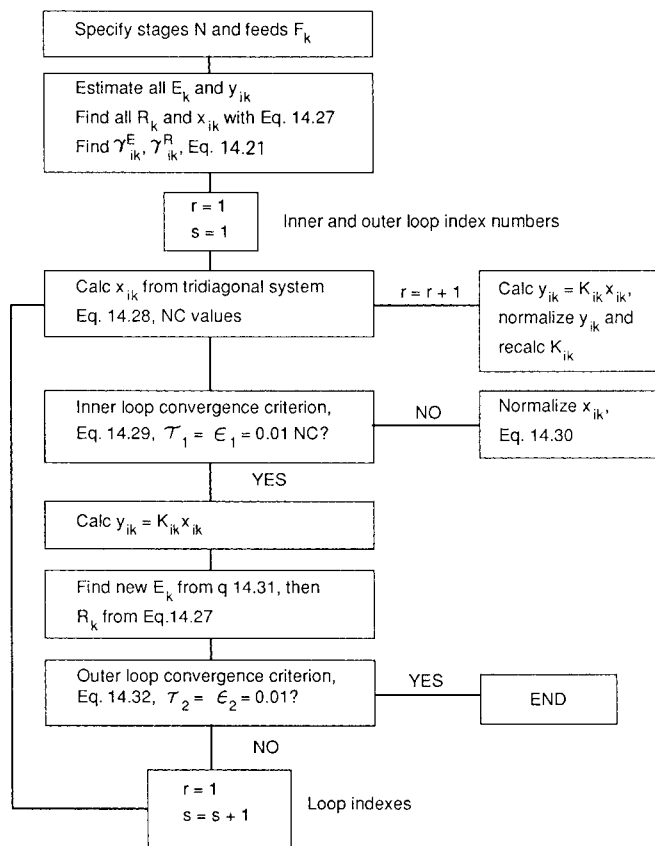 Specify stages N and feeds F_k
Estimate all E_k and y_ik
Find all R_k and x_ik with Eq. 14.27
Find γ^E_ik, γ^R_ik, Eq. 14.21
r = 1
s = 1
Inner and outer loop index numbers
Calc x_ik from tridiagonal system
Eq. 14.28, NC values
r = r + 1
Calc y_ik = K_ik x_ik,
normalize y_ik and
recalc K_ik
Inner loop convergence criterion,
Eq. 14.29, τ_1 = ϵ_1 = 0.01 NC?
NO
Normalize x_ik,
Eq. 14.30
YES
Calc y_ik = K_ik x_ik
Find new E_k from q 14.31, then
R_k from Eq.14.27
Outer loop convergence criterion,
Eq. 14.32, τ_2 = ϵ_2 = 0.01?
YES
END
NO
r = 1
s = s + 1
Loop indexes